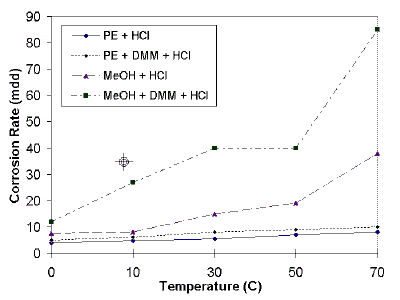 90
80
70
60
50
40
30
20
10
0
Corrosion Rate (mdd)
PE + HCl
PE + DMM + HCl
MeOH + HCl
MeOH + DMM + HCl
0 10 30 50 70
Temperature (C)